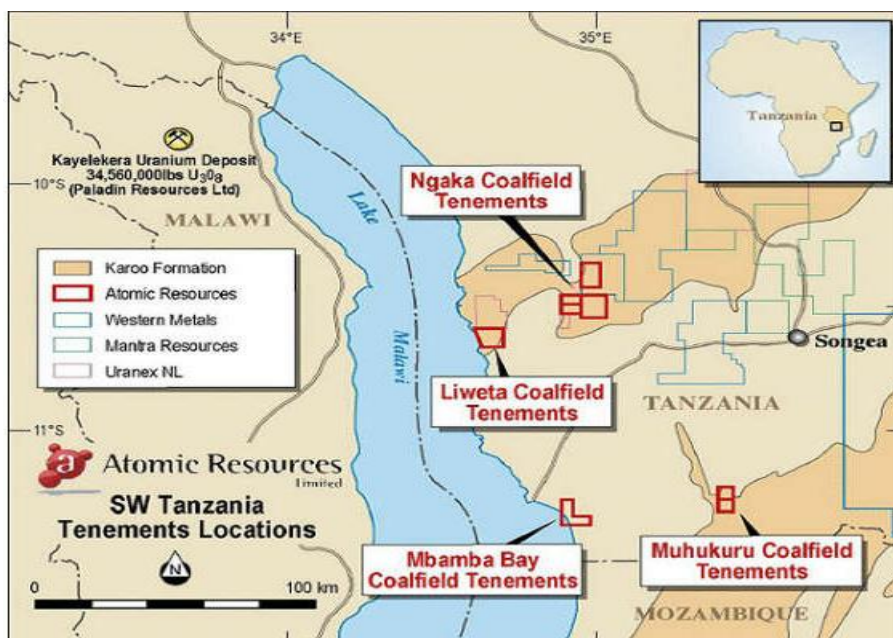 34°E
35°E
Tanzania
Kayelekera Uranium Deposit
34,560,000lbs U₃0₈
(Paladin Resources Ltd)
10°S
MALAWI
Lake
Malawi
Ngaka Coalfield
Tenements
Karoo Formation
Atomic Resources
Western Metals
Mantra Resources
Uranex NL
Songea
Liweta Coalfield
Tenements
TANZANIA
11°S
a
Atomic Resources
Limited
SW Tanzania
Tenements Locations
N
0
100 km
Mbamba Bay
Coalfield Tenements
Muhukuru Coalfield
Tenements
MOZAMBIQUE